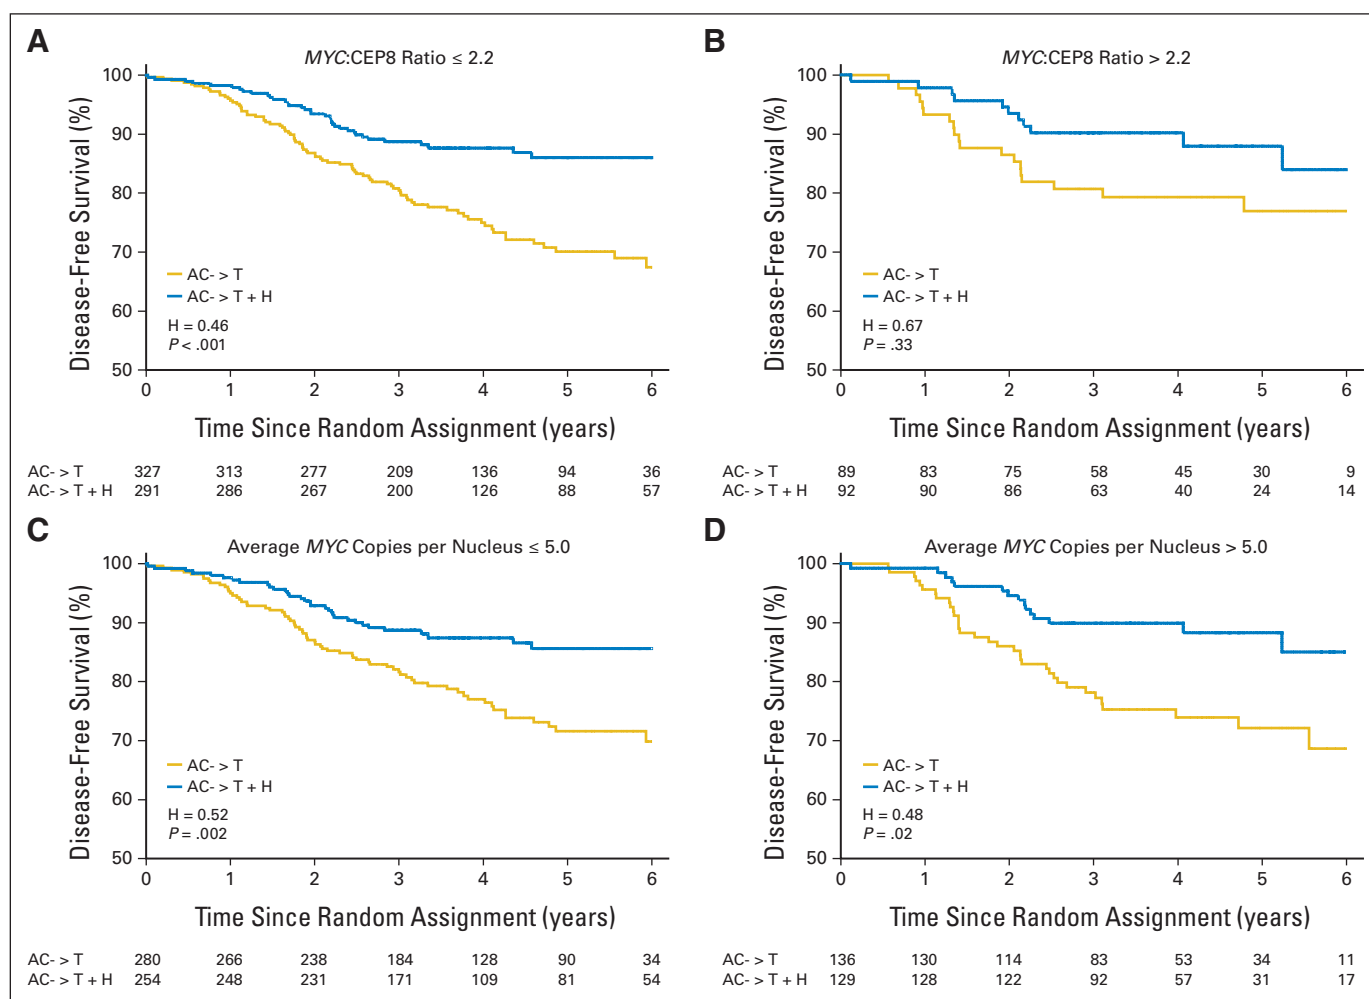 A
MYC:CEP8 Ratio ≤ 2.2
Disease-Free Survival (%)
100
90
80
70
60
50
AC- > T
AC- > T + H
H = 0.46
P < .001
0 1 2 3 4 5 6
Time Since Random Assignment (years)
AC- > T 327 313 277 209 136 94 36
AC- > T + H 291 286 267 200 126 88 57
B
MYC:CEP8 Ratio > 2.2
Disease-Free Survival (%)
100
90
80
70
60
50
AC- > T
AC- > T + H
H = 0.67
P = .33
0 1 2 3 4 5 6
Time Since Random Assignment (years)
AC- > T 89 83 75 58 45 30 9
AC- > T + H 92 90 86 63 40 24 14
C
Average MYC Copies per Nucleus ≤ 5.0
Disease-Free Survival (%)
100
90
80
70
60
50
AC- > T
AC- > T + H
H = 0.52
P = .002
0 1 2 3 4 5 6
Time Since Random Assignment (years)
AC- > T 280 266 238 184 128 90 34
AC- > T + H 254 248 231 171 109 81 54
D
Average MYC Copies per Nucleus > 5.0
Disease-Free Survival (%)
100
90
80
70
60
50
AC- > T
AC- > T + H
H = 0.48
P = .02
0 1 2 3 4 5 6
Time Since Random Assignment (years)
AC- > T 136 130 114 83 53 34 11
AC- > T + H 129 128 122 92 57 31 17